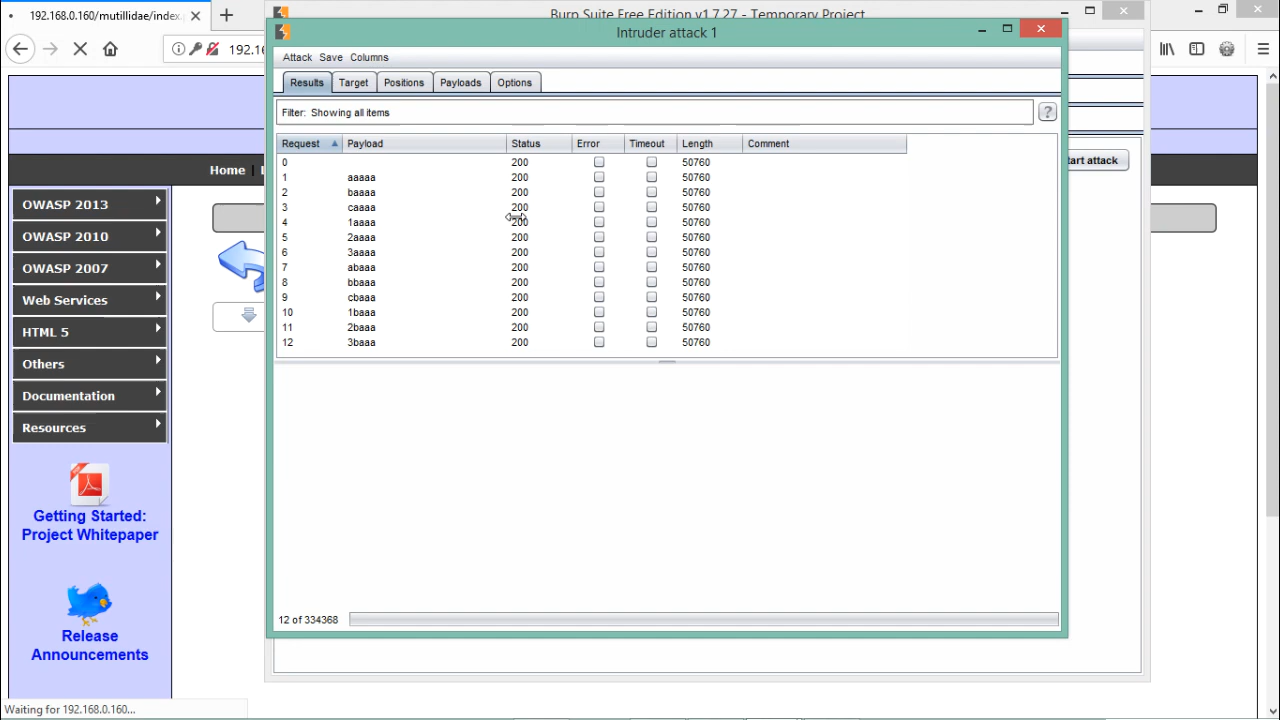 192.168.0.160/mutillidae/index.
Burp Suite Free Edition v1.7.27 - Temporary Project
Intruder attack 1
192.16
Attack Save Columns
Results Target Positions Payloads Options
Filter: Showing all items
?
Request Payload Status Error Timeout Length Comment
0 200 50760
1 aaaaa 200 50760
2 baaaa 200 50760
3 caaaa 200 50760
4 1aaaa 200 50760
5 2aaaa 200 50760
6 3aaaa 200 50760
7 abaaa 200 50760
8 bbaaa 200 50760
9 cbaaa 200 50760
10 1baaa 200 50760
11 2baaa 200 50760
12 3baaa 200 50760
12 of 334368
tart attack
Home
OWASP 2013
OWASP 2010
OWASP 2007
Web Services
HTML 5
Others
Documentation
Resources
Getting Started:
Project Whitepaper
Release
Announcements
Waiting for 192.168.0.160...